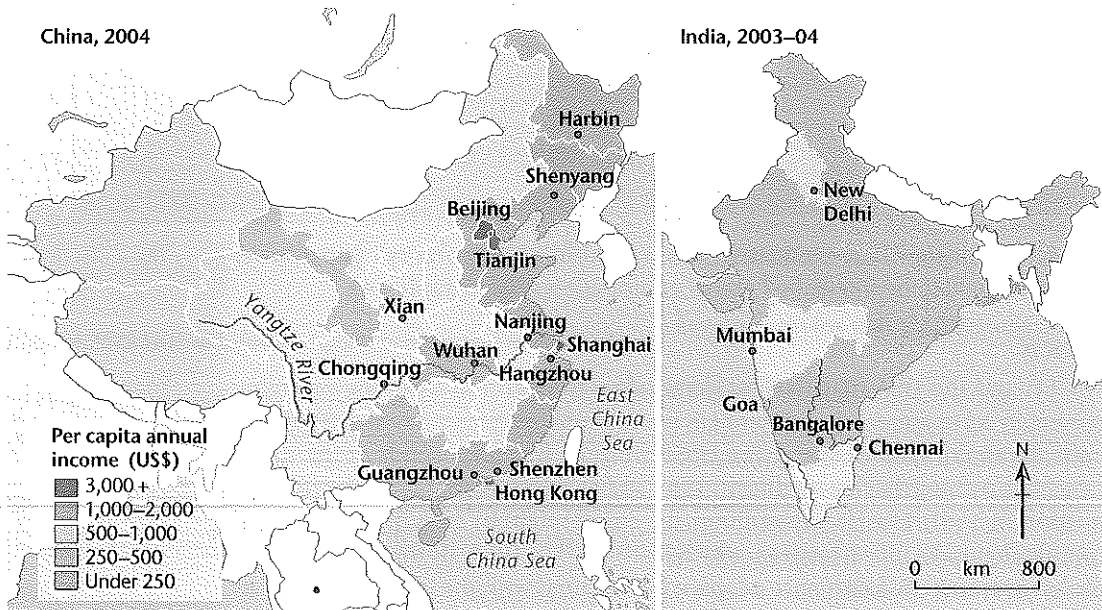 China, 2004
Harbin
Shenyang
Beijing
Tianjin
Xian
Yangtze River
Nanjing
Shanghai
Wuhan
Hangzhou
Chongqing
East
China
Sea
Guangzhou
Shenzhen
Hong Kong
South
China Sea
Per capita annual
income (US$)
3,000 +
1,000–2,000
500–1,000
250–500
Under 250
India, 2003–04
New
Delhi
Mumbai
Goa
Bangalore
Chennai
N
0 km 800